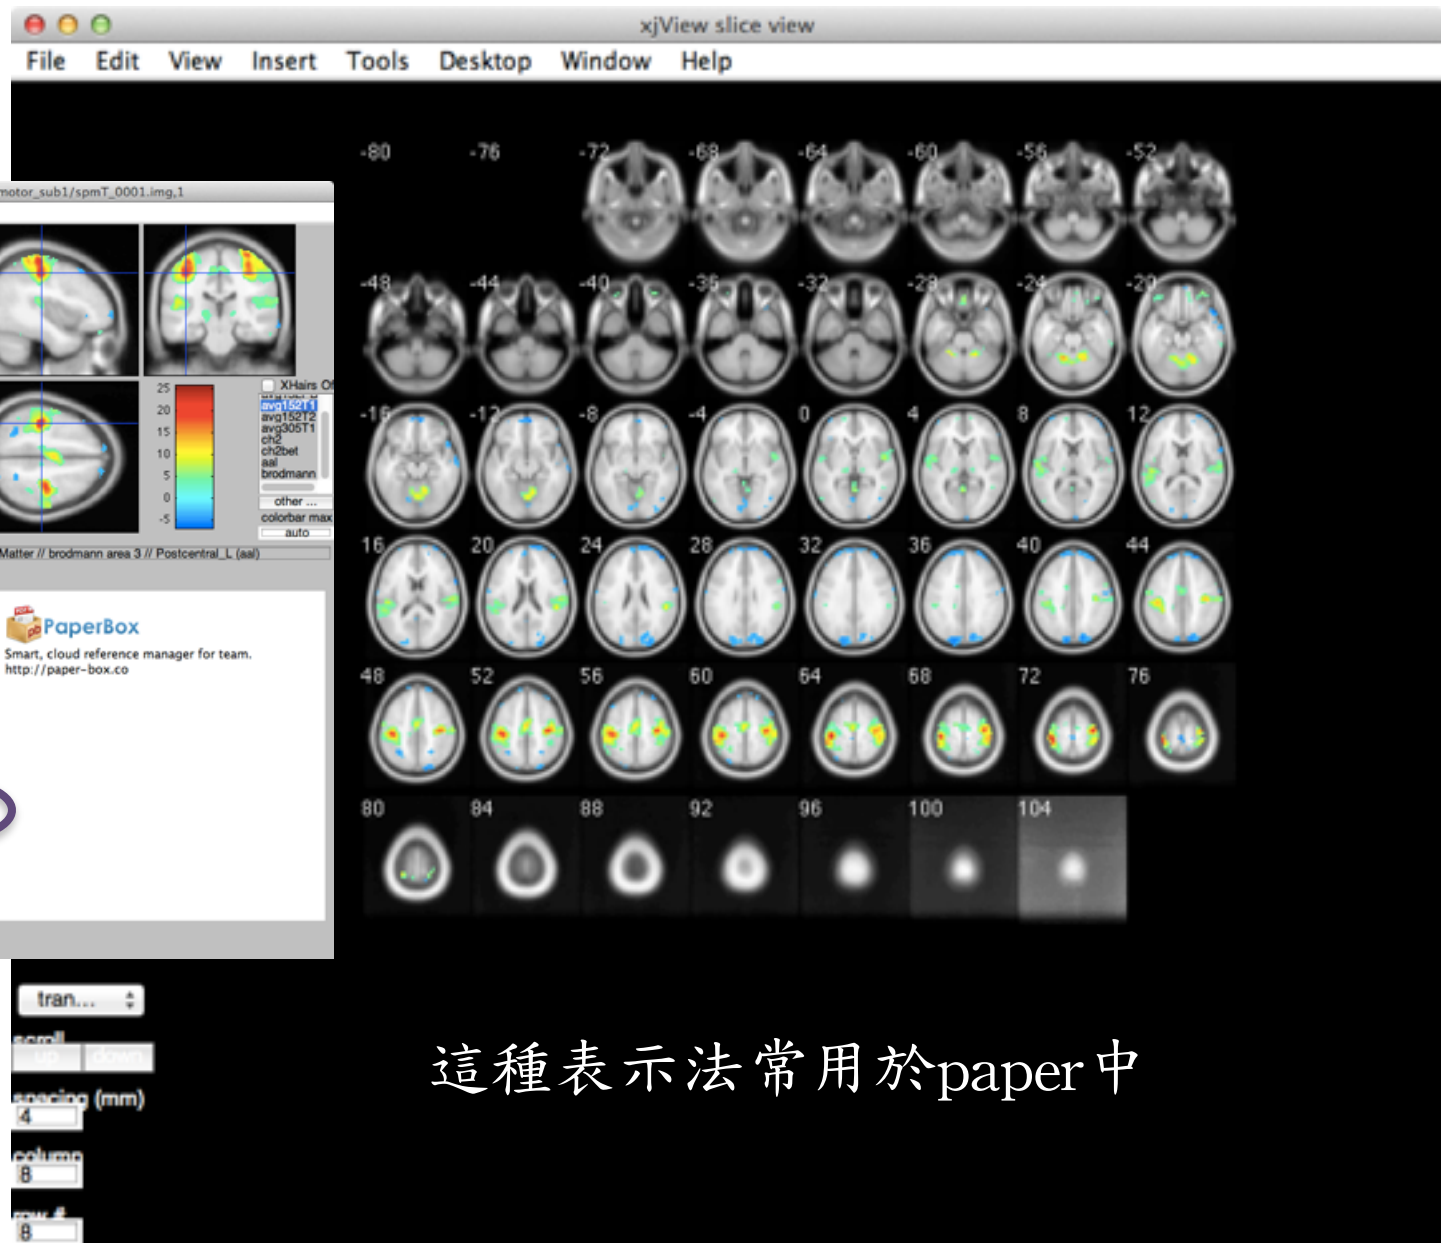 xjView slice view
File Edit View Insert Tools Desktop Window Help
-80 -76 -72 -68 -64 -60 -56 -52
motor_sub1/spmT_0001.img,1
-48 -44 -40 -36 -32 -28 -24 -20
25
20
15
10
5
0
-5
XHairs Of
avg152T1
avg152T2
avg305T1
ch2
ch2bet
aal
brodmann
other ...
colorbar max
auto
-16 -12 -8 -4 0 4 8 12
Matter // brodmann area 3 // Postcentral_L (aal)
16 20 24 28 32 36 40 44
PaperBox
Smart, cloud reference manager for team.
http://paper-box.co
48 52 56 60 64 68 72 76
80 84 88 92 96 100 104
tran...
scroll
up down
spacing (mm)
4
column
8
row #
8
這種表示法常用於paper中